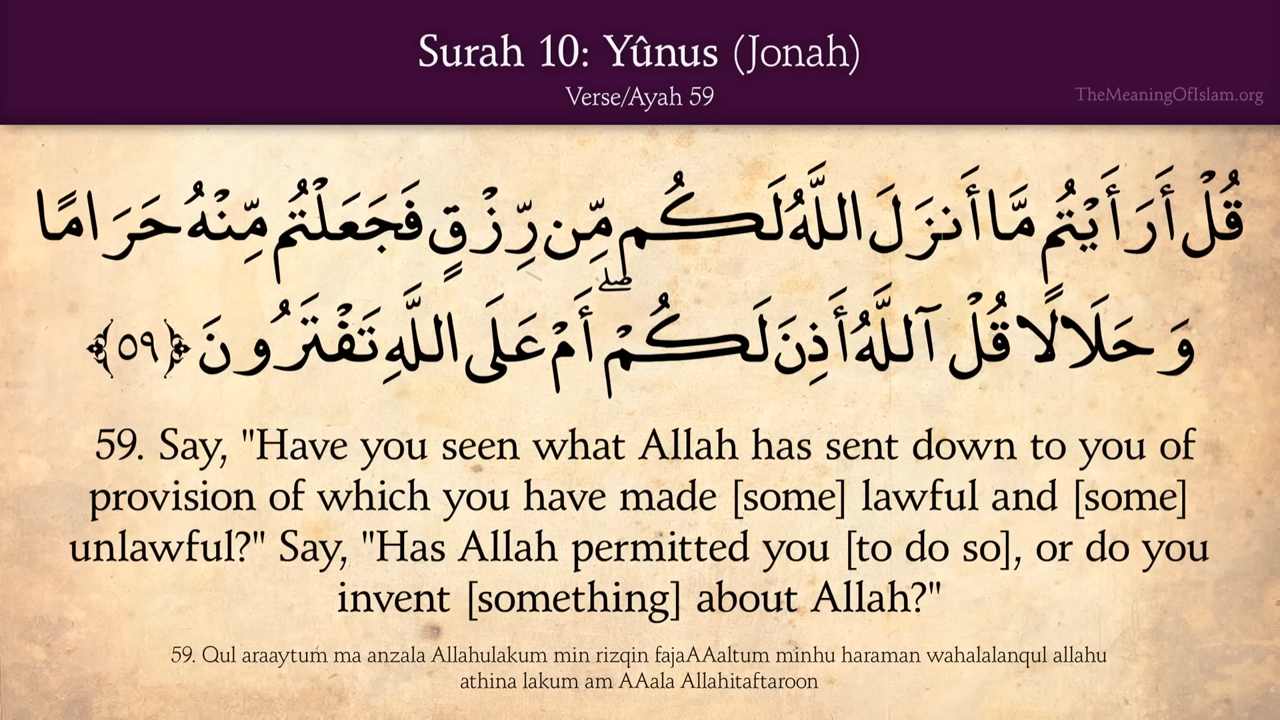 Surah 10: Yûnus (Jonah)
Verse/Ayah 59
TheMeaningOfIslam.org
قُلْ أَرَأَيْتُم مَّا أَنزَلَ اللَّهُ لَكُم مِّن رِّزْقٍ فَجَعَلْتُم مِّنْهُ حَرَامًا
وَحَلَالًا قُلْ آللَّهُ أَذِنَ لَكُمْ ۖ أَمْ عَلَى اللَّهِ تَفْتَرُونَ ﴿٥٩﴾
59. Say, "Have you seen what Allah has sent down to you of
provision of which you have made [some] lawful and [some]
unlawful?" Say, "Has Allah permitted you [to do so], or do you
invent [something] about Allah?"
59. Qul araaytum ma anzala Allahulakum min rizqin fajaAAaltum minhu haraman wahalalanqul allahu
athina lakum am AAala Allahitaftaroon